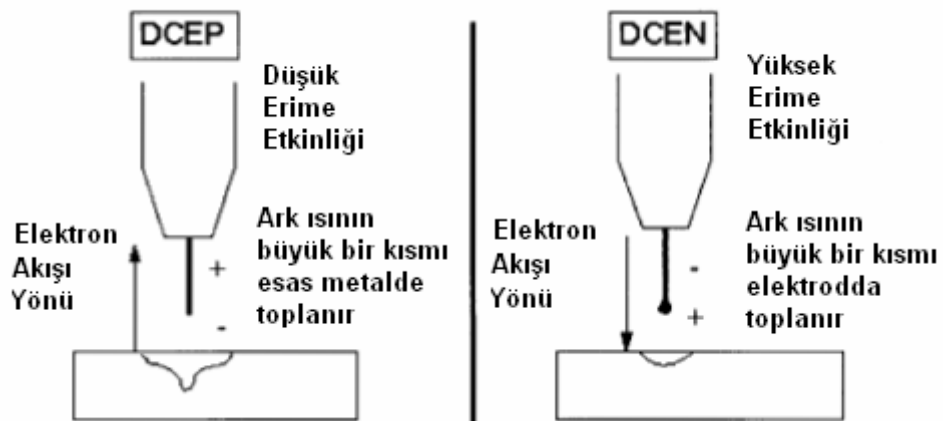 DCEP
Düşük
Erime
Etkinliği
Elektron
Akışı
Yönü
+
-
Ark ısının
büyük bir kısmı
esas metalde
toplanır
DCEN
Yüksek
Erime
Etkinliği
Elektron
Akışı
Yönü
-
+
Ark ısının
büyük bir kısmı
elektrodda
toplanır